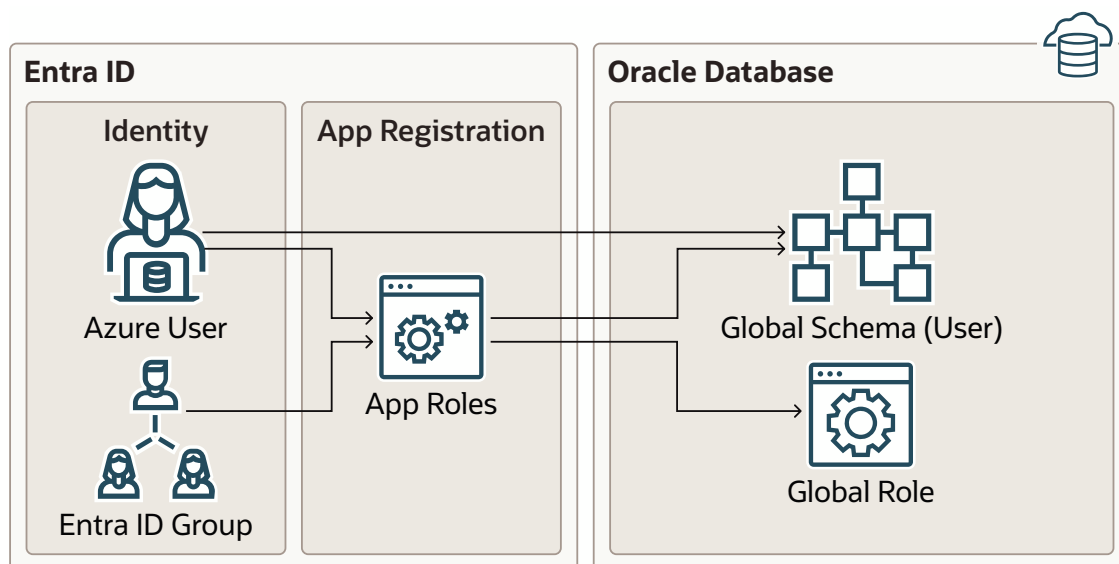 Entra ID
Identity
App Registration
Azure User
App Roles
Entra ID Group
Oracle Database
Global Schema (User)
Global Role